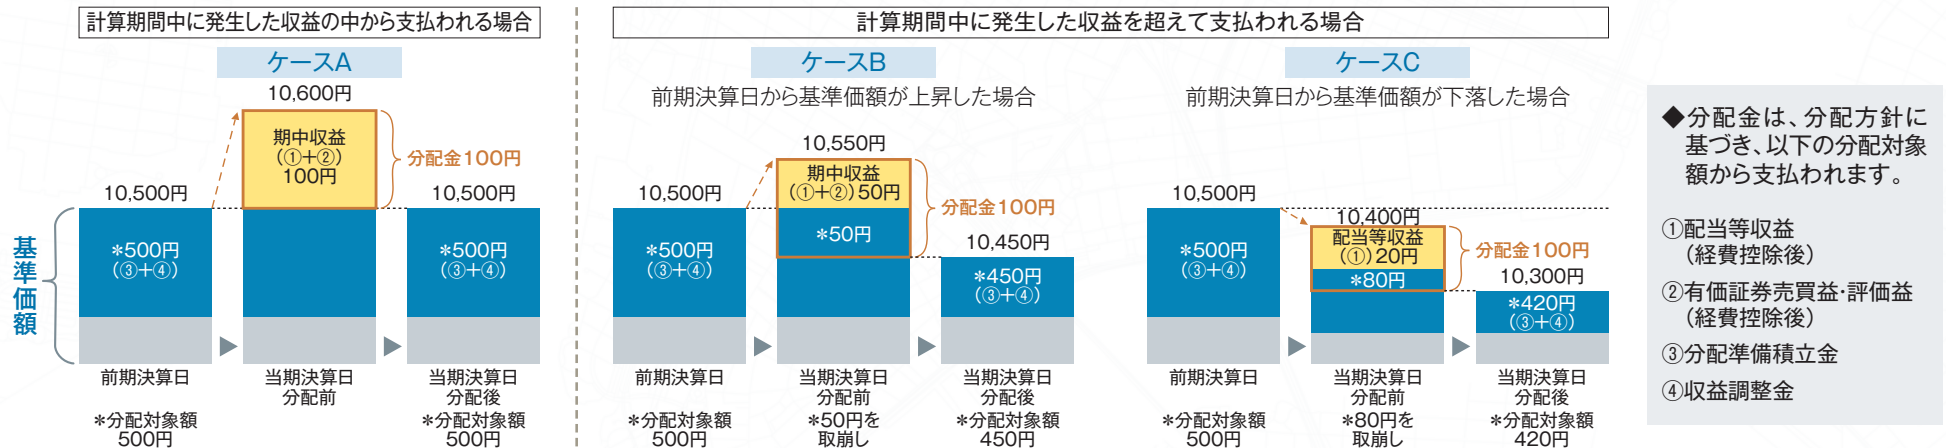 計算期間中に発生した収益の中から支払われる場合
ケースA
10,600円
期中収益
(①+②)
100円
分配金100円
10,500円
10,500円
基準価額
*500円
(③+④)
*500円
(③+④)
前期決算日
当期決算日
分配前
当期決算日
分配後
*分配対象額
500円
*分配対象額
500円
計算期間中に発生した収益を超えて支払われる場合
ケースB
前期決算日から基準価額が上昇した場合
10,550円
期中収益
(①+②)50円
*50円
分配金100円
10,500円
*500円
(③+④)
10,450円
*450円
(③+④)
前期決算日
当期決算日
分配前
当期決算日
分配後
*分配対象額
500円
*50円を
取崩し
*分配対象額
450円
ケースC
前期決算日から基準価額が下落した場合
10,500円
*500円
(③+④)
10,400円
配当等収益
(①)20円
*80円
分配金100円
10,300円
*420円
(③+④)
前期決算日
当期決算日
分配前
当期決算日
分配後
*分配対象額
500円
*80円を
取崩し
*分配対象額
420円
◆分配金は、分配方針に
基づき、以下の分配対象
額から支払われます。
①配当等収益
(経費控除後)
②有価証券売買益・評価益
(経費控除後)
③分配準備積立金
④収益調整金